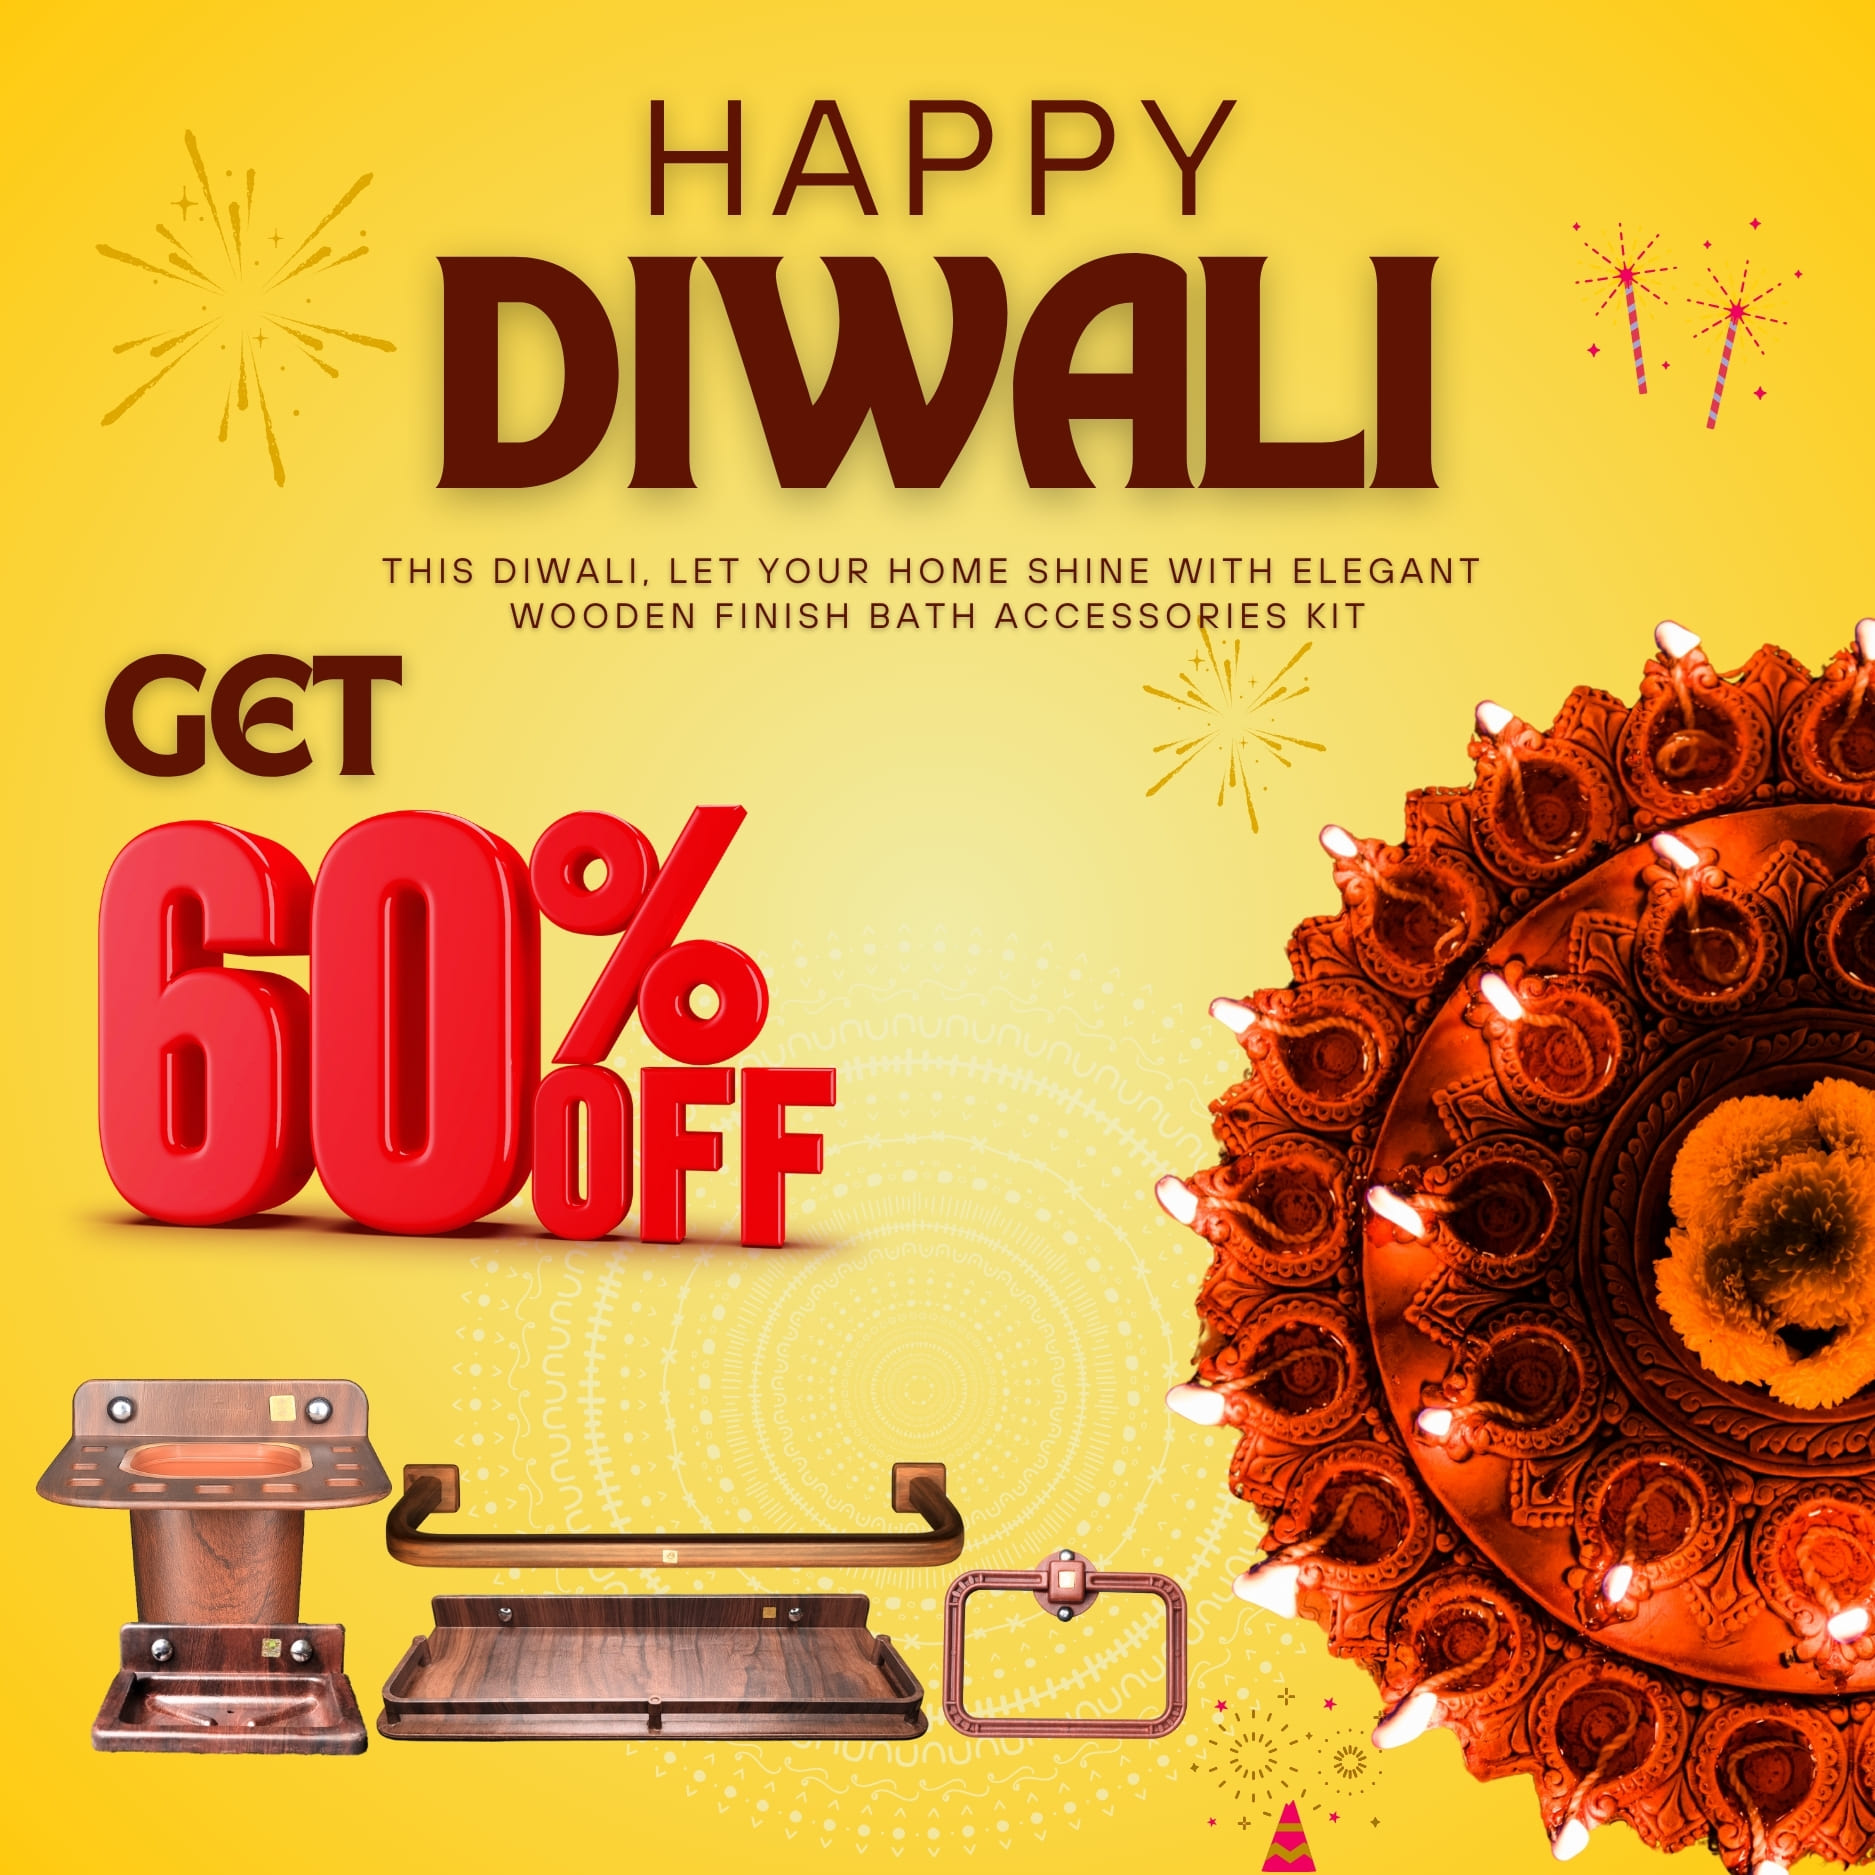 HAPPY
DIWALI
THIS DIWALI, LET YOUR HOME SHINE WITH ELEGANT
WOODEN FINISH BATH ACCESSORIES KIT
GET
60%
OFF